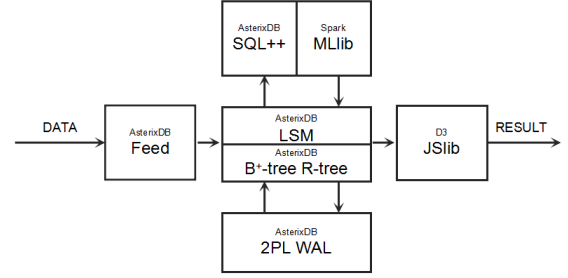 AsterixDB
SQL++
Spark
MLlib
DATA
AsterixDB
Feed
AsterixDB
LSM
AsterixDB
B+-tree R-tree
D3
JSlib
RESULT
AsterixDB
2PL WAL